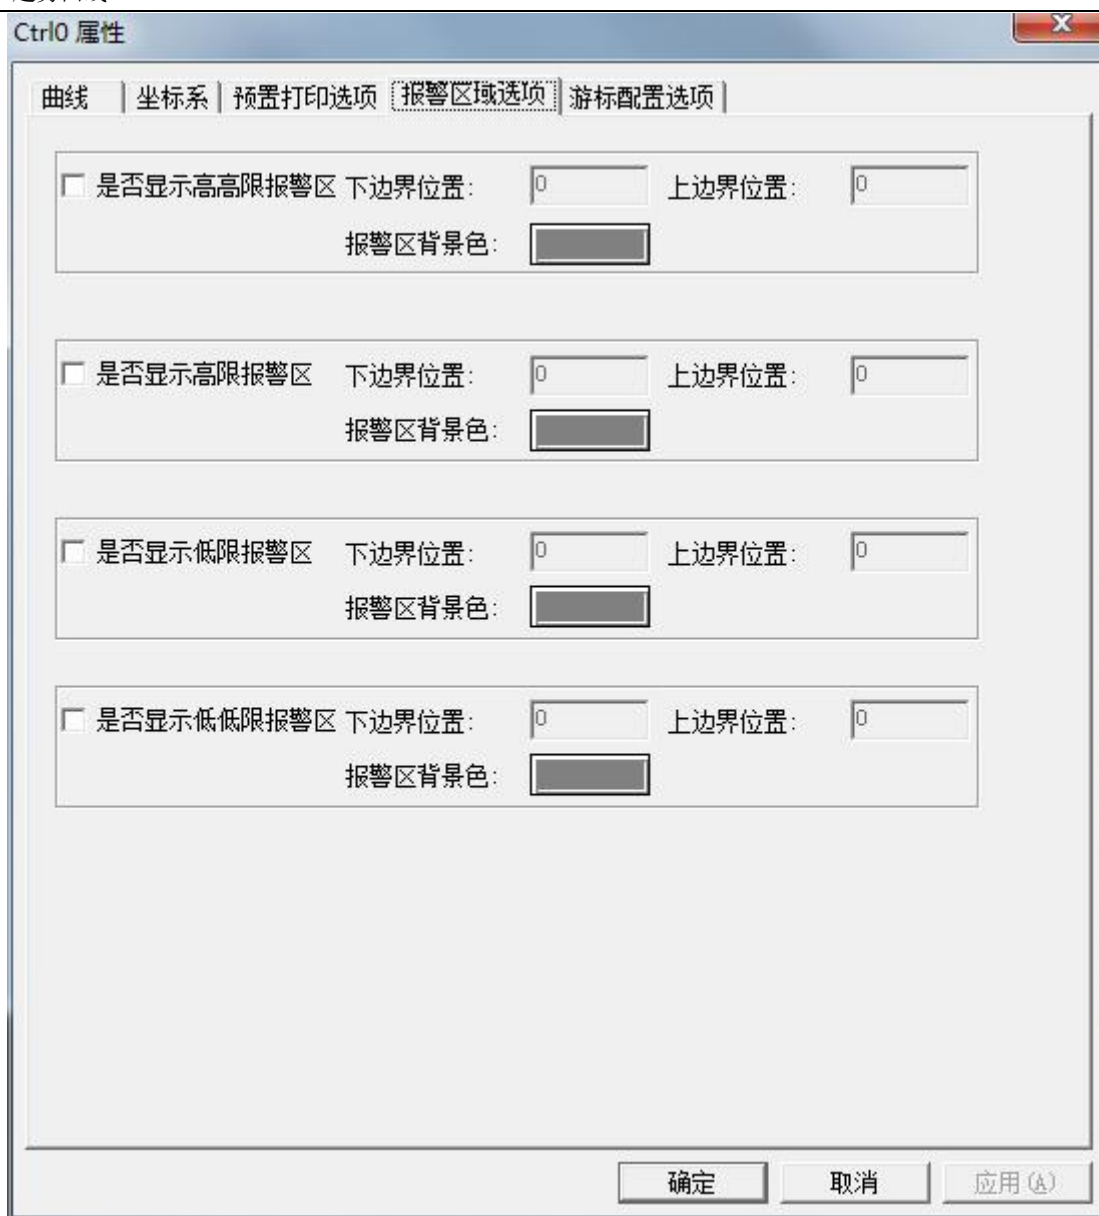 Ctrl0 属性
曲线 坐标系 预置打印选项 报警区域选项 游标配置选项
是否显示高高限报警区 下边界位置: 0 上边界位置: 0
报警区背景色:
是否显示高限报警区 下边界位置: 0 上边界位置: 0
报警区背景色:
是否显示低限报警区 下边界位置: 0 上边界位置: 0
报警区背景色:
是否显示低低限报警区 下边界位置: 0 上边界位置: 0
报警区背景色:
确定 取消 应用(A)